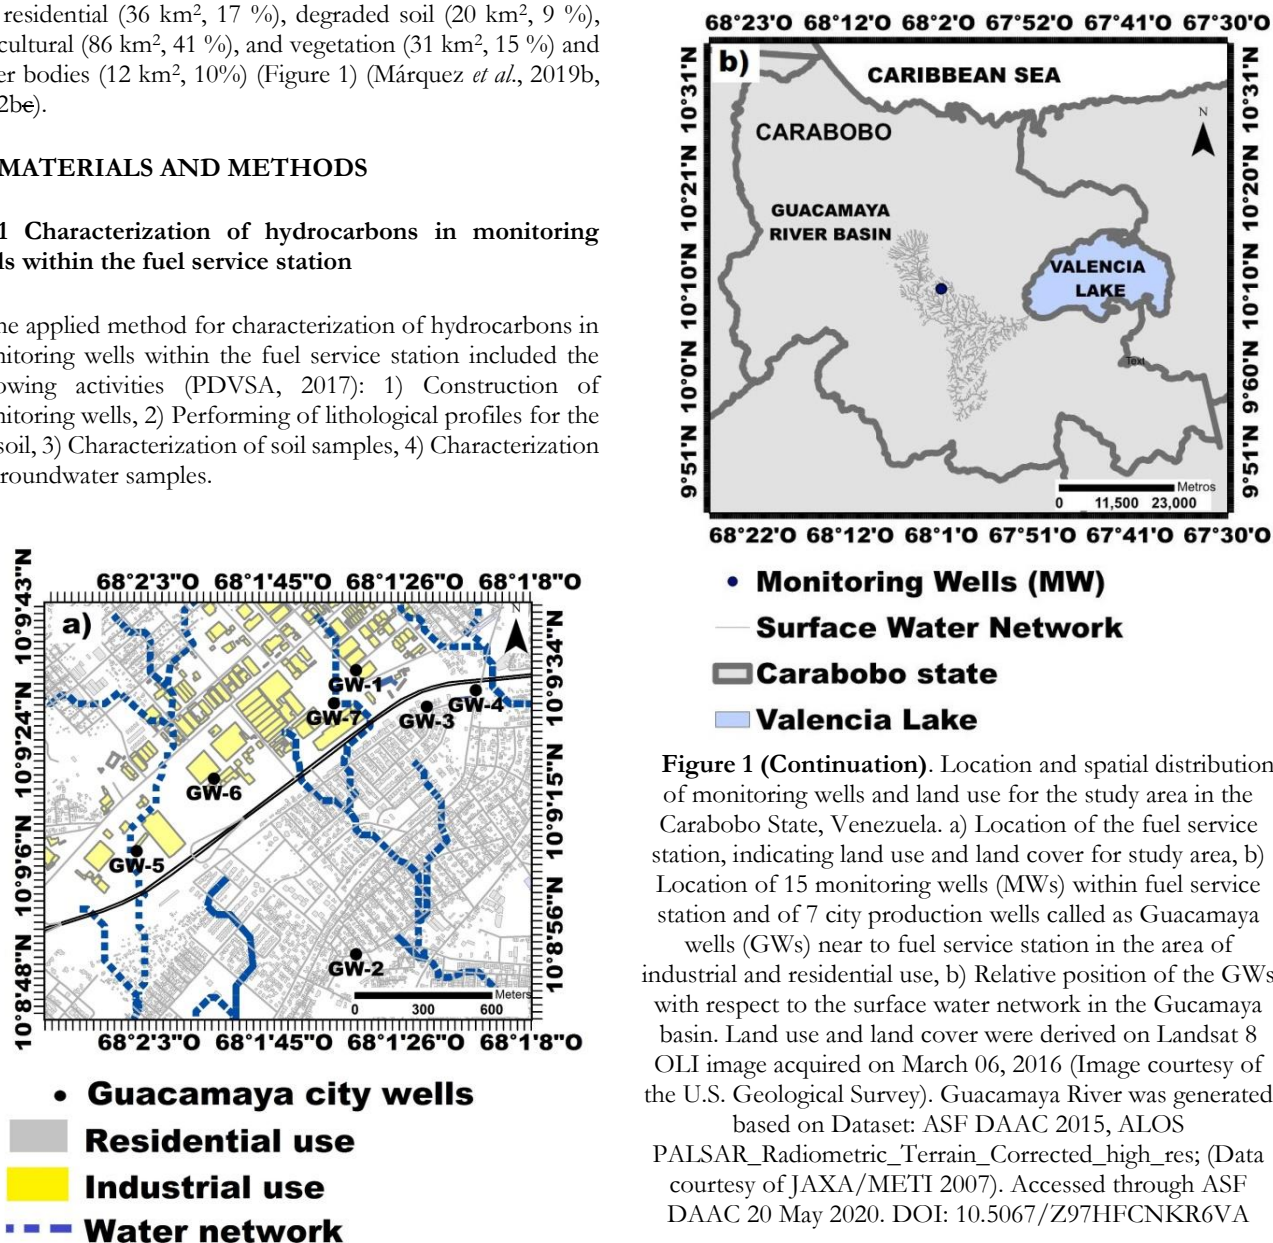 residential (36 km², 17 %), degraded soil (20 km², 9 %),
cultural (86 km², 41 %), and vegetation (31 km², 15 %) and
er bodies (12 km², 10%) (Figure 1) (Márquez et al., 2019b,
2bc).
MATERIALS AND METHODS
1 Characterization of hydrocarbons in monitoring
ls within the fuel service station
ne applied method for characterization of hydrocarbons in
nitoring wells within the fuel service station included the
owing activities (PDVSA, 2017): 1) Construction of
nitoring wells, 2) Performing of lithological profiles for the
soil, 3) Characterization of soil samples, 4) Characterization
roundwater samples.
68°2'3"O 68°1'45"O 68°1'26"O 68°1'8"O
10°9'43"N
10°9'24"N
10°9'6"N
10°8'48"N
a)
N
GW-1
GW-7
GW-3
GW-4
GW-6
GW-5
GW-2
Meters
0 300 600
10°9'34"N
10°9'15"N
10°8'56"N
68°2'3"O 68°1'45"O 68°1'26"O 68°1'8"O
Guacamaya city wells
Residential use
Industrial use
Water network
68°23'O 68°12'O 68°2'O 67°52'O 67°41'O 67°30'O
10°31'N
10°21'N
10°10'N
10°0'N
9°51'N
b)
CARIBBEAN SEA
N
CARABOBO
GUACAMAYA
RIVER BASIN
VALENCIA
LAKE
Text
Metros
0 11,500 23,000
10°31'N
10°20'N
10°10'N
9°60'N
9°51'N
68°22'O 68°12'O 68°1'O 67°51'O 67°41'O 67°30'O
Monitoring Wells (MW)
Surface Water Network
Carabobo state
Valencia Lake
Figure 1 (Continuation). Location and spatial distribution
of monitoring wells and land use for the study area in the
Carabobo State, Venezuela. a) Location of the fuel service
station, indicating land use and land cover for study area, b)
Location of 15 monitoring wells (MWs) within fuel service
station and of 7 city production wells called as Guacamaya
wells (GWs) near to fuel service station in the area of
industrial and residential use, b) Relative position of the GWs
with respect to the surface water network in the Gucamaya
basin. Land use and land cover were derived on Landsat 8
OLI image acquired on March 06, 2016 (Image courtesy of
the U.S. Geological Survey). Guacamaya River was generated
based on Dataset: ASF DAAC 2015, ALOS
PALSAR_Radiometric_Terrain_Corrected_high_res; (Data
courtesy of JAXA/METI 2007). Accessed through ASF
DAAC 20 May 2020. DOI: 10.5067/Z97HFCNKR6VA